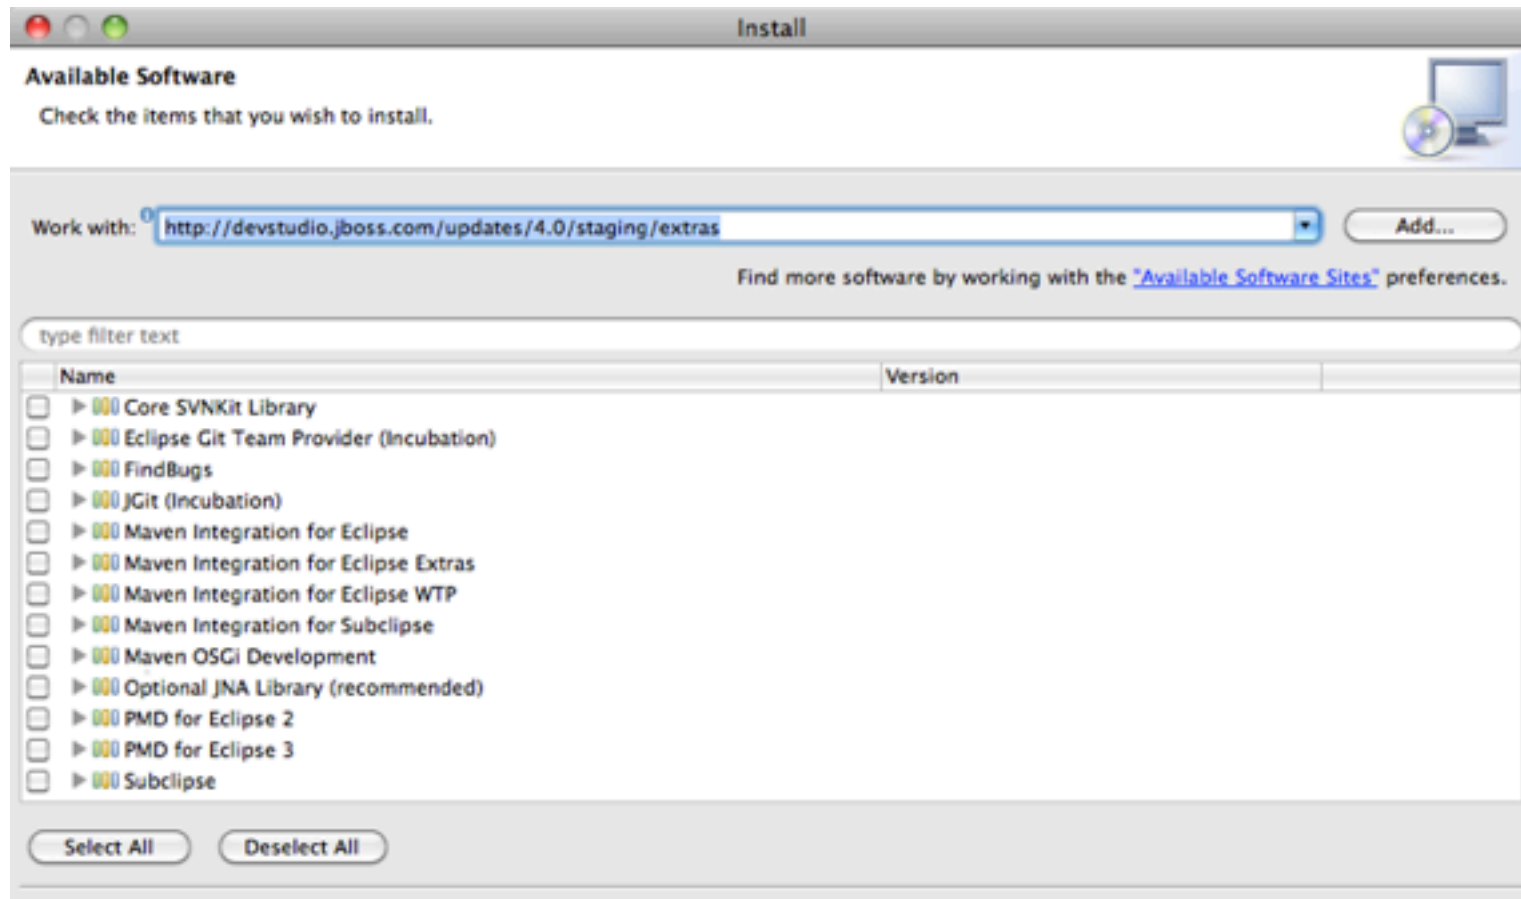 Install
Available Software
Check the items that you wish to install.
Work with: http://devstudio.jboss.com/updates/4.0/staging/extras Add...
Find more software by working with the "Available Software Sites" preferences.
type filter text
Name Version
Core SVNKit Library
Eclipse Git Team Provider (Incubation)
FindBugs
JGit (Incubation)
Maven Integration for Eclipse
Maven Integration for Eclipse Extras
Maven Integration for Eclipse WTP
Maven Integration for Subclipse
Maven OSGi Development
Optional JNA Library (recommended)
PMD for Eclipse 2
PMD for Eclipse 3
Subclipse
Select All Deselect All